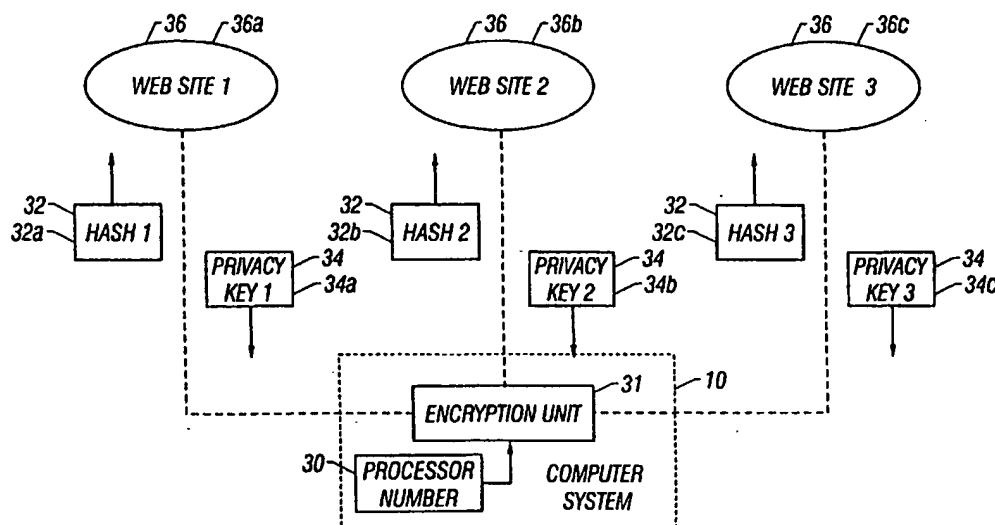 36 36a
36 36b
36 36c
WEB SITE 1
WEB SITE 2
WEB SITE 3
32
32a
HASH 1
32
32b
HASH 2
32
32c
HASH 3
PRIVACY
KEY 1
34
34a
PRIVACY
KEY 2
34
34b
PRIVACY
KEY 3
34
34c
31
10
ENCRYPTION UNIT
30
PROCESSOR
NUMBER
COMPUTER
SYSTEM